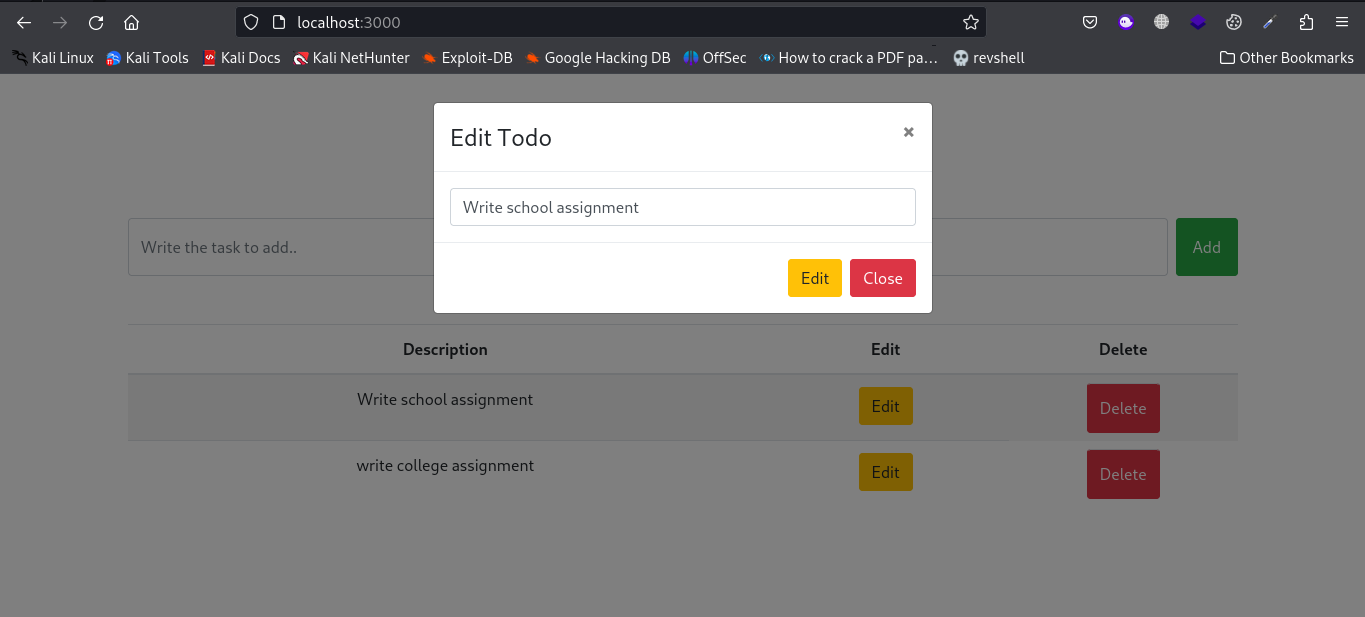 localhost:3000
Kali Linux Kali Tools Kali Docs Kali NetHunter Exploit-DB Google Hacking DB OffSec How to crack a PDF pa... revshell Other Bookmarks
Edit Todo
Write school assignment
Edit Close
Write the task to add.. Add
Description Edit Delete
Write school assignment Edit Delete
write college assignment Edit Delete